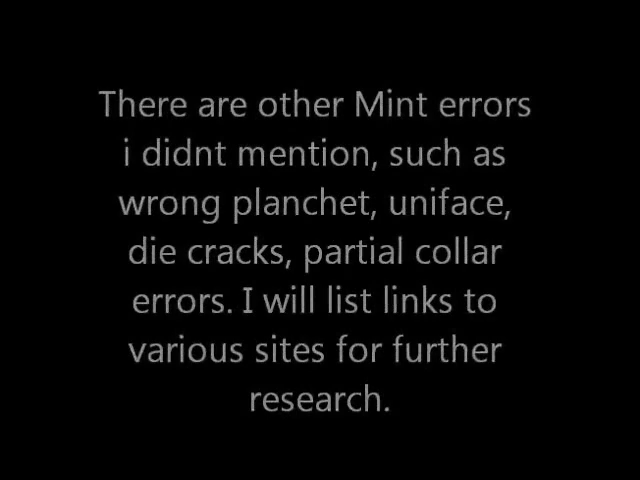 There are other Mint errors
i didnt mention, such as
wrong planchet, uniface,
die cracks, partial collar
errors. I will list links to
various sites for further
research.